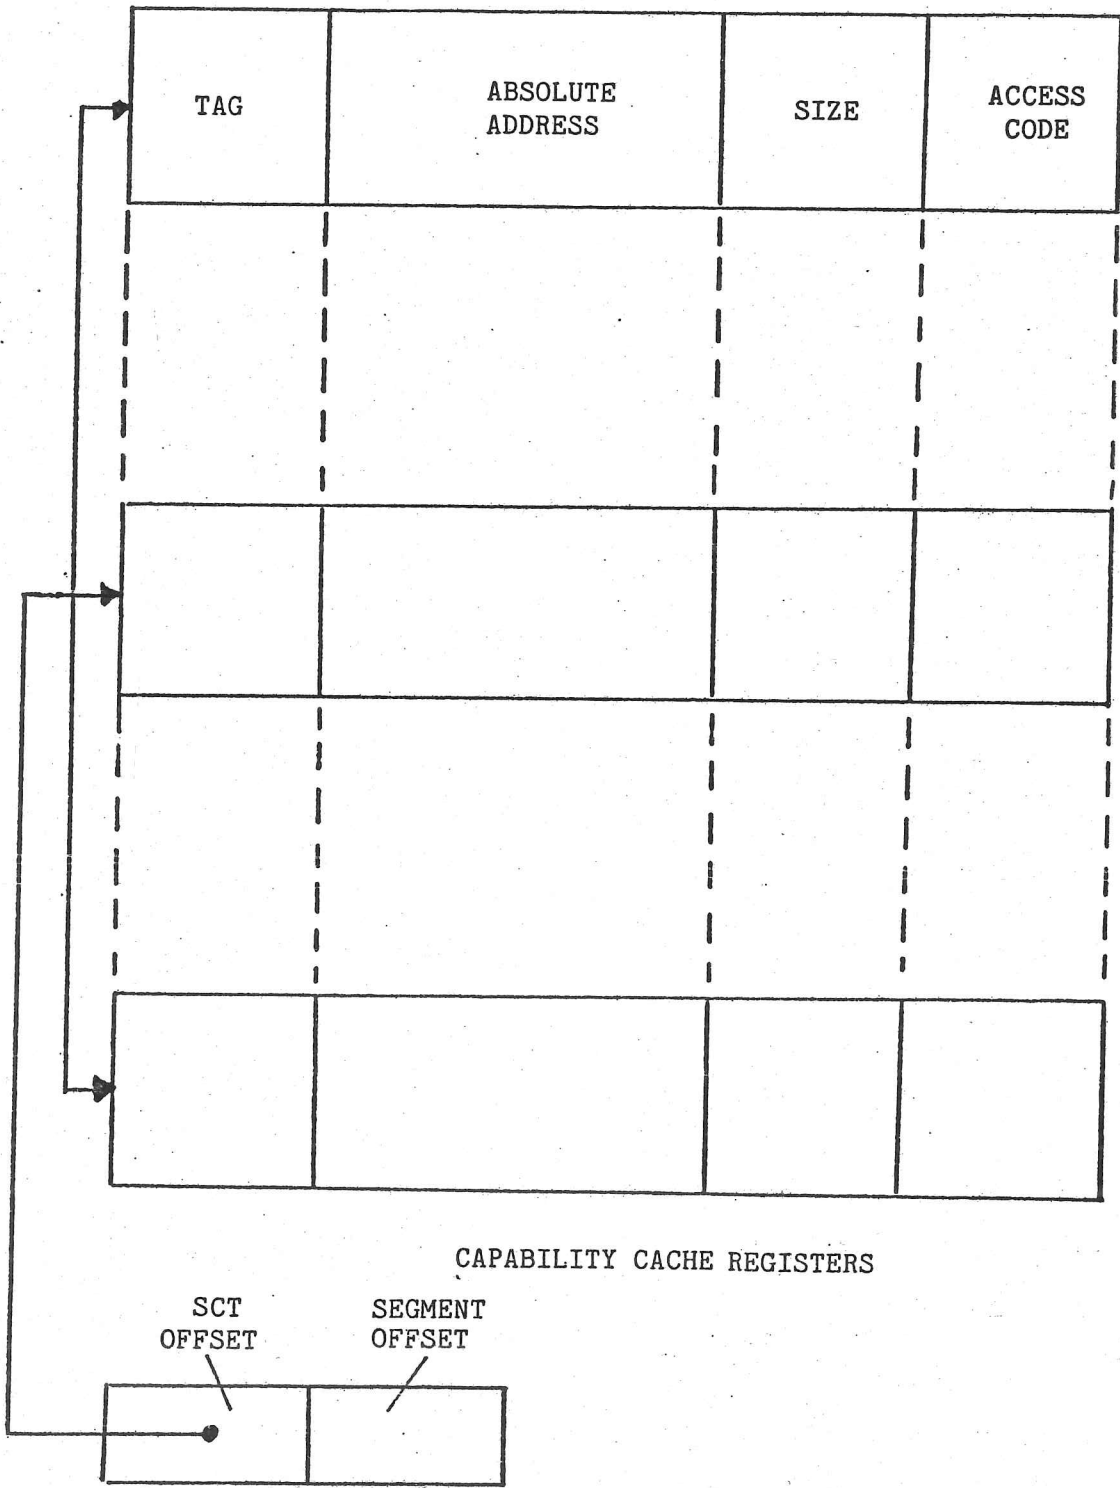 TAG
ABSOLUTE
ADDRESS
SIZE
ACCESS
CODE
CAPABILITY CACHE REGISTERS
SCT
OFFSET
SEGMENT
OFFSET